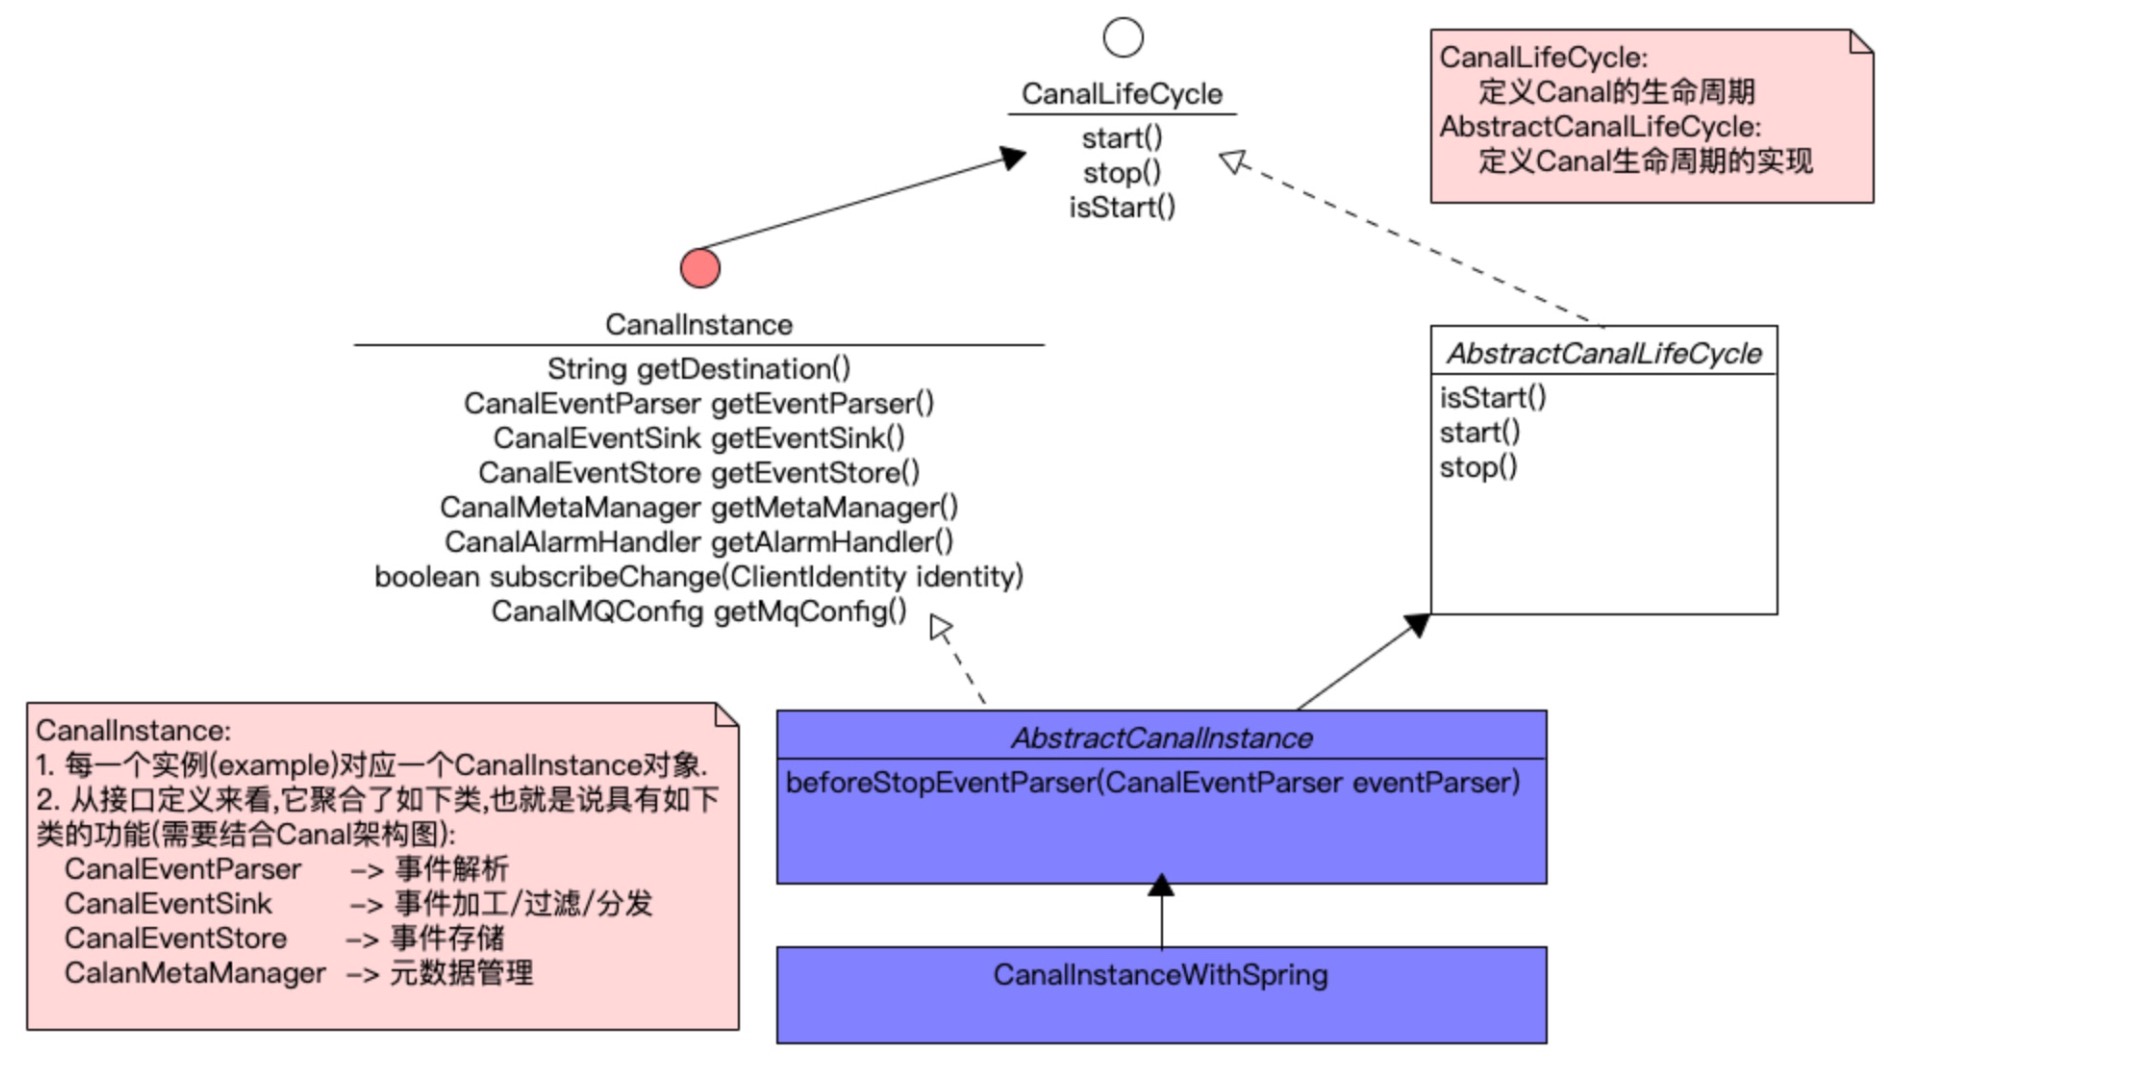 CanalLifeCycle
start()
stop()
isStart()
CanalLifeCycle:
定义Canal的生命周期
AbstractCanalLifeCycle:
定义Canal生命周期的实现
CanalInstance
String getDestination()
CanalEventParser getEventParser()
CanalEventSink getEventSink()
CanalEventStore getEventStore()
CanalMetaManager getMetaManager()
CanalAlarmHandler getAlarmHandler()
boolean subscribeChange(ClientIdentity identity)
CanalMQConfig getMqConfig()
AbstractCanalLifeCycle
isStart()
start()
stop()
CanalInstance:
1. 每一个实例(example)对应一个CanalInstance对象.
2. 从接口定义来看,它聚合了如下类,也就是说具有如下
类的功能(需要结合Canal架构图):
CanalEventParser –> 事件解析
CanalEventSink –> 事件加工/过滤/分发
CanalEventStore –> 事件存储
CalanMetaManager –> 元数据管理
AbstractCanalInstance
beforeStopEventParser(CanalEventParser eventParser)
CanalInstanceWithSpring